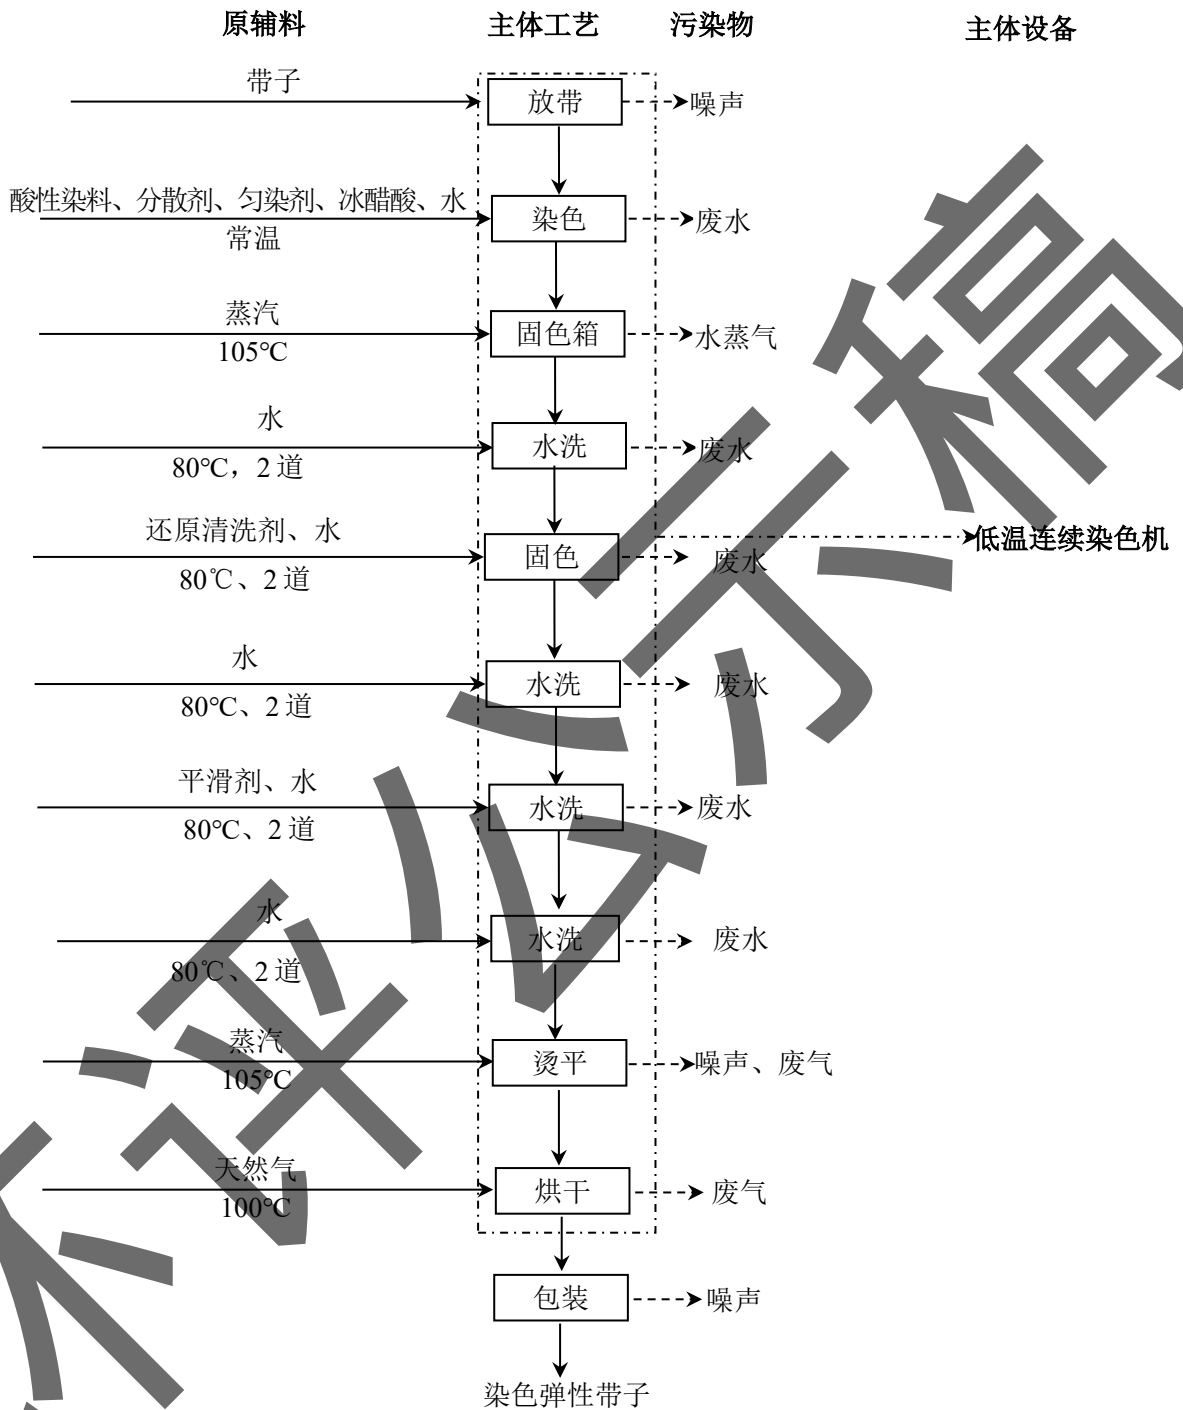 原辅料 主体工艺 污染物 主体设备
带子
放带 噪声
酸性染料、分散剂、匀染剂、冰醋酸、水
常温
染色 废水
蒸汽
105℃
固色箱 水蒸气
水
80℃，2道
水洗 废水
还原清洗剂、水
80℃、2道
固色 废水
低温连续染色机
水
80℃、2道
水洗 废水
平滑剂、水
80℃、2道
水洗 废水
水
80℃、2道
水洗 废水
蒸汽
105℃
烫平 噪声、废气
天然气
100℃
烘干 废气
包装 噪声
染色弹性带子
环评公示稿